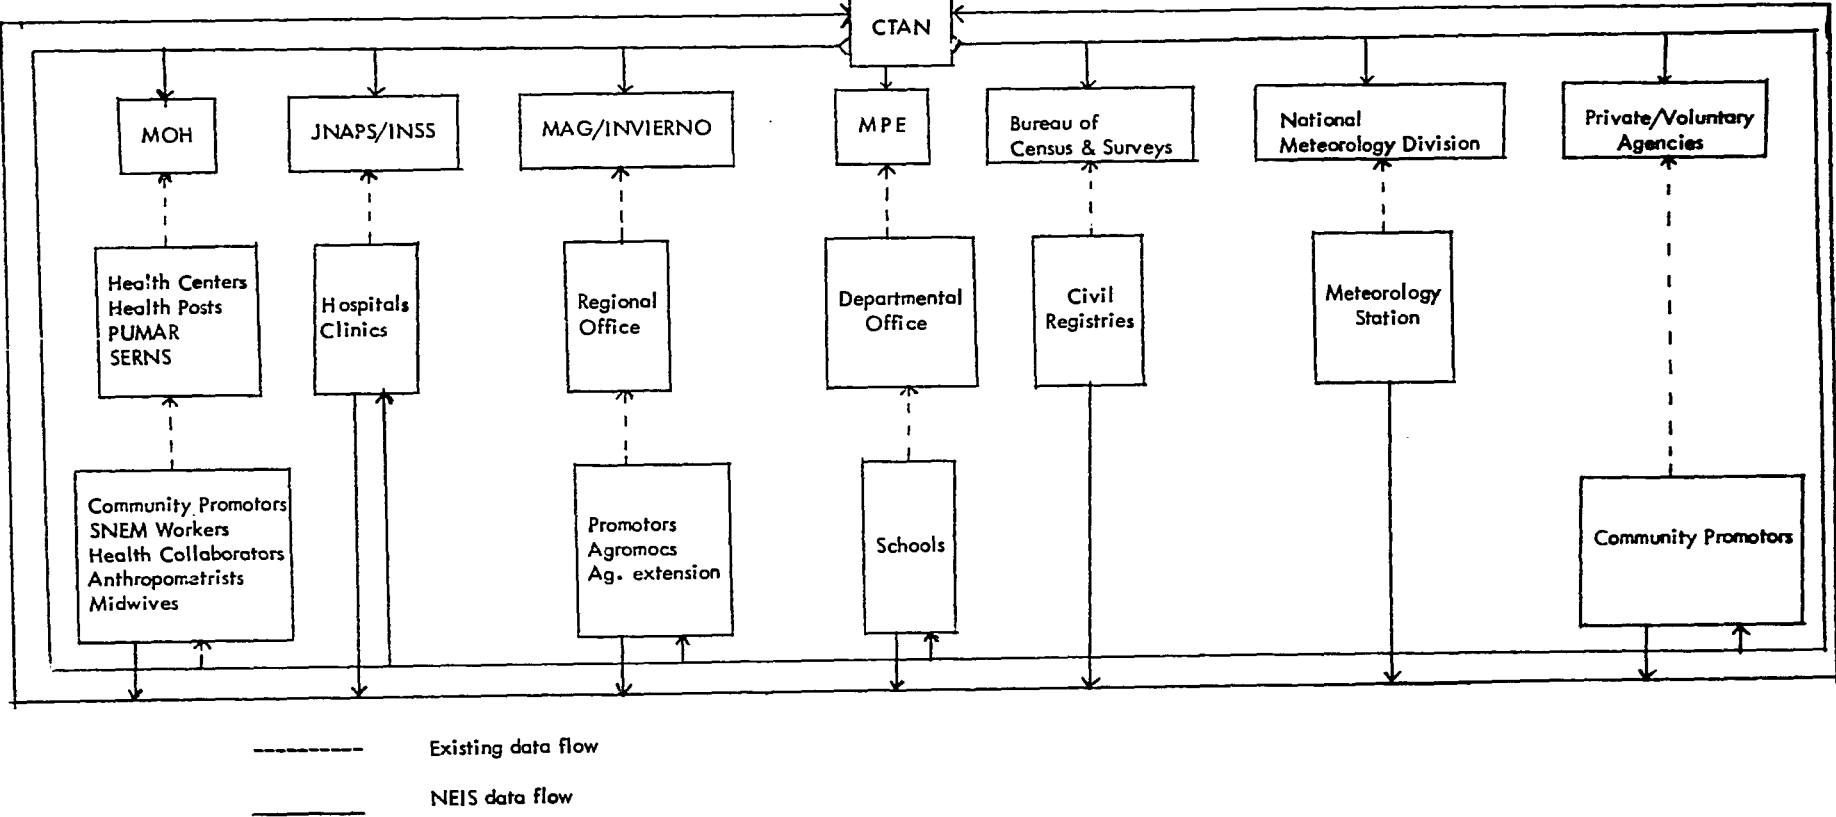 CTAN
MOH
JNAPS/INSS
MAG/INVIERNO
MPE
Bureau of
Census & Surveys
National
Meteorology Division
Private/Voluntary
Agencies
Health Centers
Health Posts
PUMAR
SERNS
Hospitals
Clinics
Regional
Office
Departmental
Office
Civil
Registries
Meteorology
Station
Community Promotors
SNEM Workers
Health Collaborators
Anthropometrists
Midwives
Promotors
Agromocs
Ag. extension
Schools
Community Promotors
Existing data flow
NEIS data flow